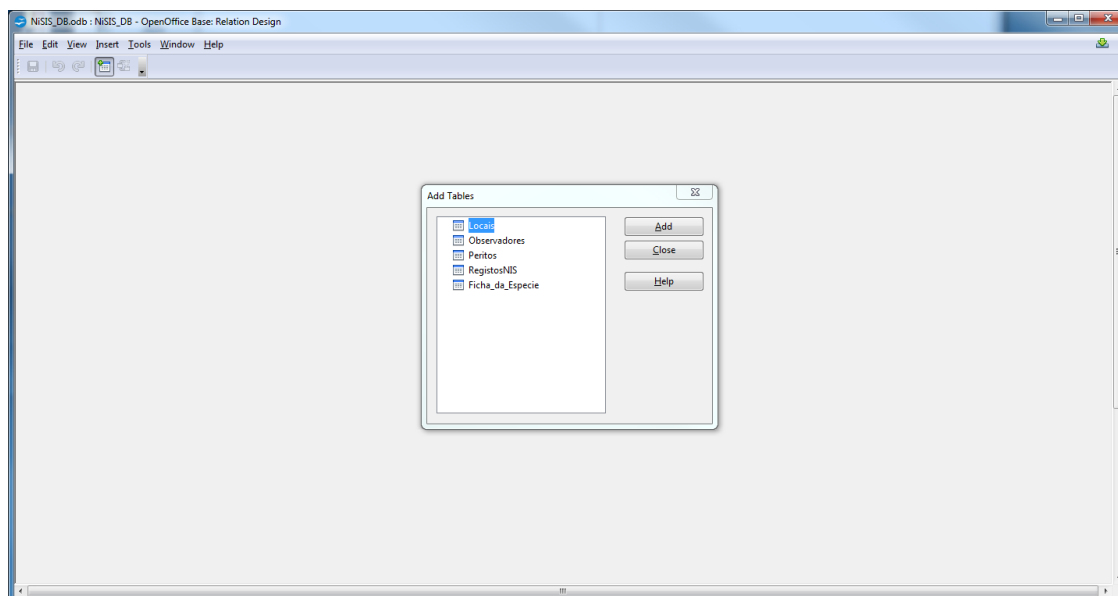 NiSIS_DB.odb : NiSIS_DB - OpenOffice Base: Relation Design
File Edit View Insert Tools Window Help
Add Tables
Locais
Observadores
Peritos
RegistosNIS
Ficha_da_Especie
Add
Close
Help